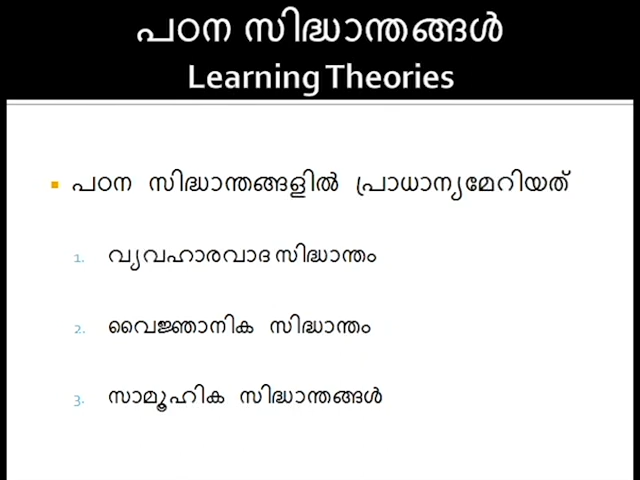 പഠന സിദ്ധാന്തങ്ങൾ
Learning Theories
പഠന സിദ്ധാന്തങ്ങളിൽ പ്രാധാന്യമേറിയത്
1. വ്യവഹാരവാദ സിദ്ധാന്തം
2. വൈജ്ഞാനിക സിദ്ധാന്തം
3. സാമൂഹിക സിദ്ധാന്തങ്ങൾ